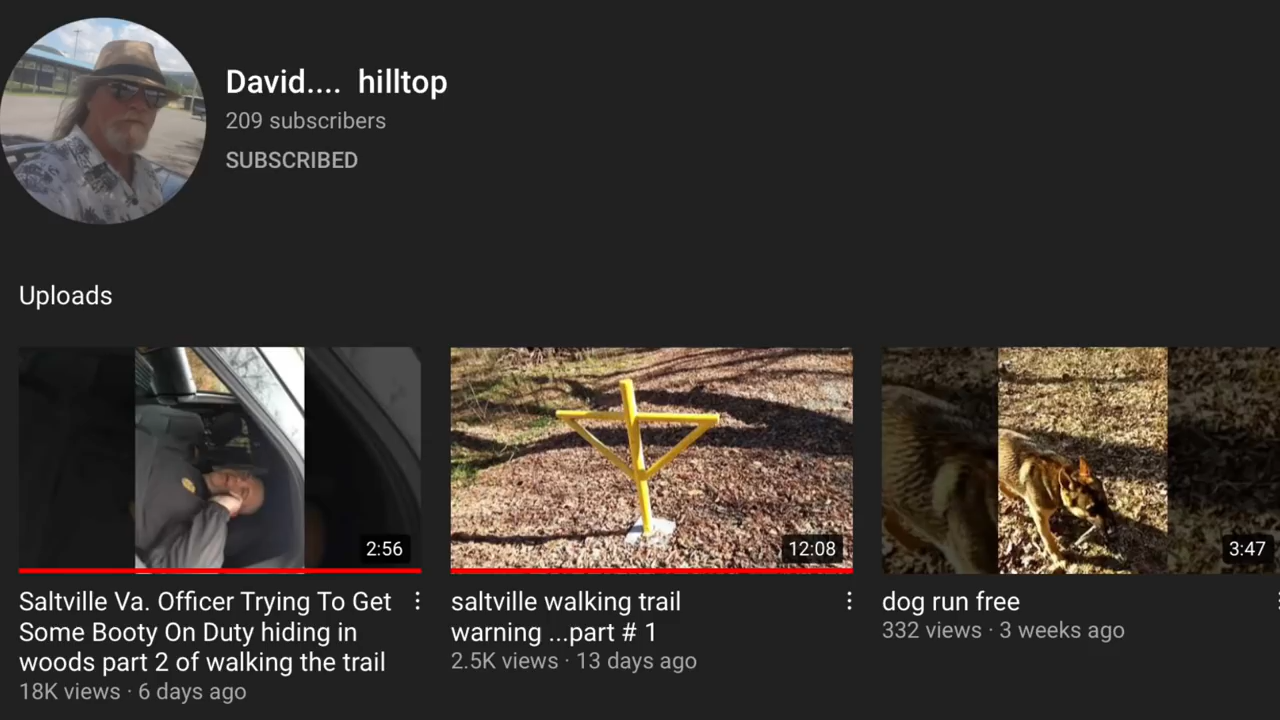 David....  hilltop
209 subscribers
SUBSCRIBED
Uploads
2:56
12:08
3:47
Saltville Va. Officer Trying To Get
Some Booty On Duty hiding in
woods part 2 of walking the trail
18K views · 6 days ago
saltville walking trail
warning ...part # 1
2.5K views · 13 days ago
dog run free
332 views · 3 weeks ago